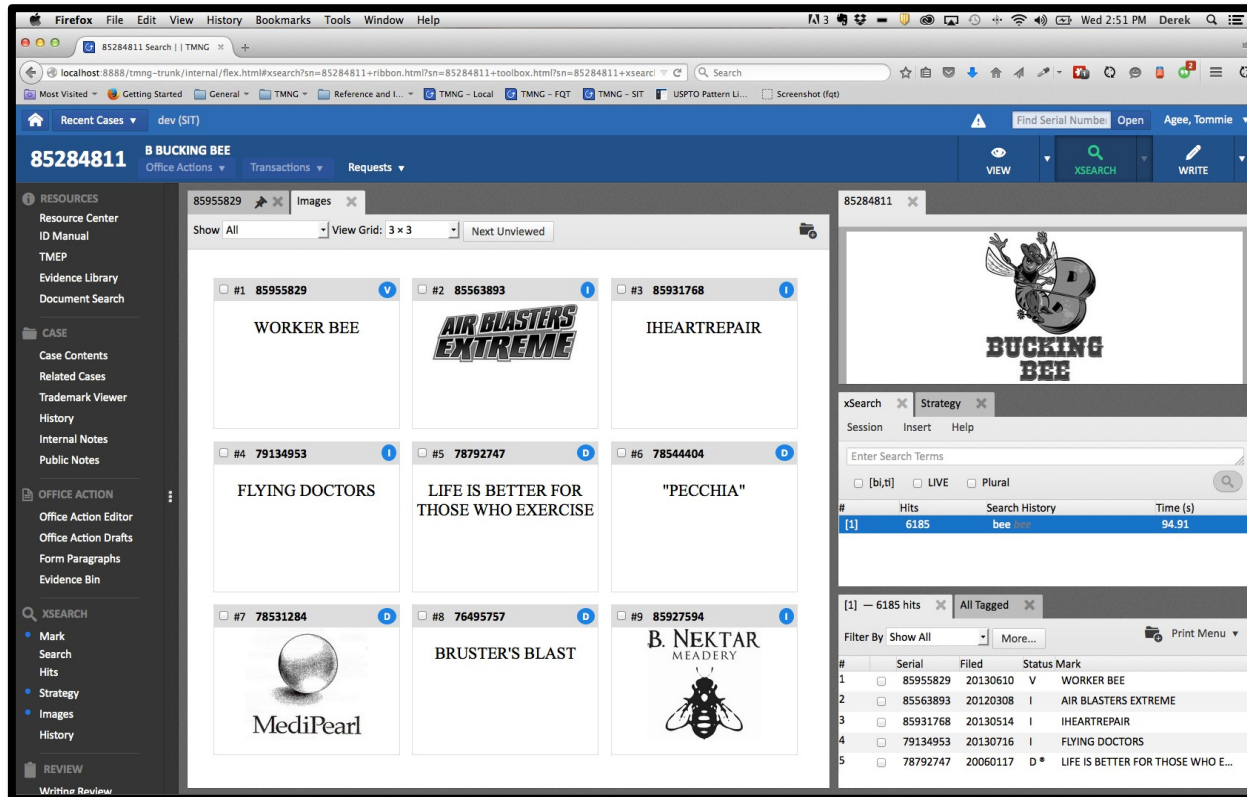 Firefox File Edit View History Bookmarks Tools Window Help 3 Wed 2:51 PM Derek
85284811 Search | | TMNG
localhost:8888/tmng-trunk/internal/flex.html#xsearch?sn=85284811+ribbon.html?sn=85284811+toolbox.html?sn=85284811+xsearcl Search 2
Most Visited Getting Started General TMNG Reference and I... TMNG - Local TMNG - FQT TMNG - SIT USPTO Pattern Li... Screenshot (fqt)
Recent Cases dev (SIT) Find Serial Number Open Agee, Tommie
85284811 B BUCKING BEE
Office Actions Transactions Requests
VIEW XSEARCH WRITE
RESOURCES
Resource Center
ID Manual
TMEP
Evidence Library
Document Search
CASE
Case Contents
Related Cases
Trademark Viewer
History
Internal Notes
Public Notes
OFFICE ACTION
Office Action Editor
Office Action Drafts
Form Paragraphs
Evidence Bin
XSEARCH
Mark
Search
Hits
Strategy
Images
History
REVIEW
Writing Review
85955829 Images
Show All View Grid: 3 × 3 Next Unviewed
#1 85955829 V
WORKER BEE
#2 85563893 I
AIR BLASTERS
EXTREME
#3 85931768 I
IHEARTREPAIR
#4 79134953 I
FLYING DOCTORS
#5 78792747 D
LIFE IS BETTER FOR
THOSE WHO EXERCISE
#6 78544404 D
"PECCHIA"
#7 78531284 D
MediPearl
#8 76495757 D
BRUSTER'S BLAST
#9 85927594 I
B. NEKTAR
MEADERY
85284811
B
BUCKING
BEE
xSearch Strategy
Session Insert Help
Enter Search Terms
[bi,ti] LIVE Plural
# Hits Search History Time (s)
[1] 6185 bee bee 94.91
[1] — 6185 hits All Tagged
Filter By Show All More... Print Menu
# Serial Filed Status Mark
1 85955829 20130610 V WORKER BEE
2 85563893 20120308 I AIR BLASTERS EXTREME
3 85931768 20130514 I IHEARTREPAIR
4 79134953 20130716 I FLYING DOCTORS
5 78792747 20060117 D ® LIFE IS BETTER FOR THOSE WHO E...